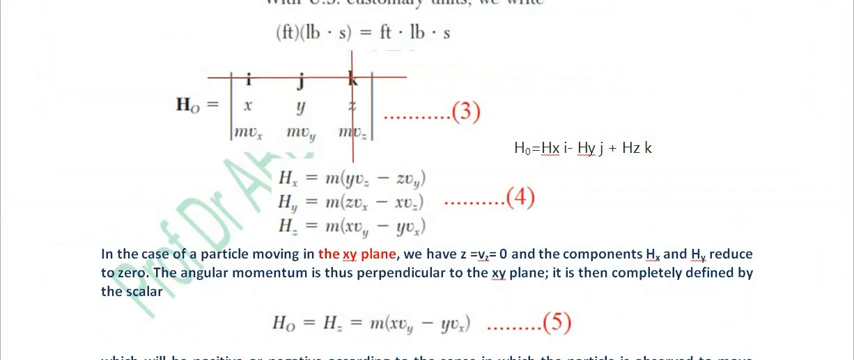 (ft)(lb · s) = ft · lb · s
i j k
H_O = x y z ...........(3)
mv_x mv_y mv_z
H₀=Hx i- Hy j + Hz k
H_x = m(yv_z − zv_y)
H_y = m(zv_x − xv_z) ..........(4)
H_z = m(xv_y − yv_x)
Prof Dr
In the case of a particle moving in the xy plane, we have z =v_z= 0 and the components H_x and H_y reduce
to zero. The angular momentum is thus perpendicular to the xy plane; it is then completely defined by
the scalar
H_O = H_z = m(xv_y − yv_x) .........(5)